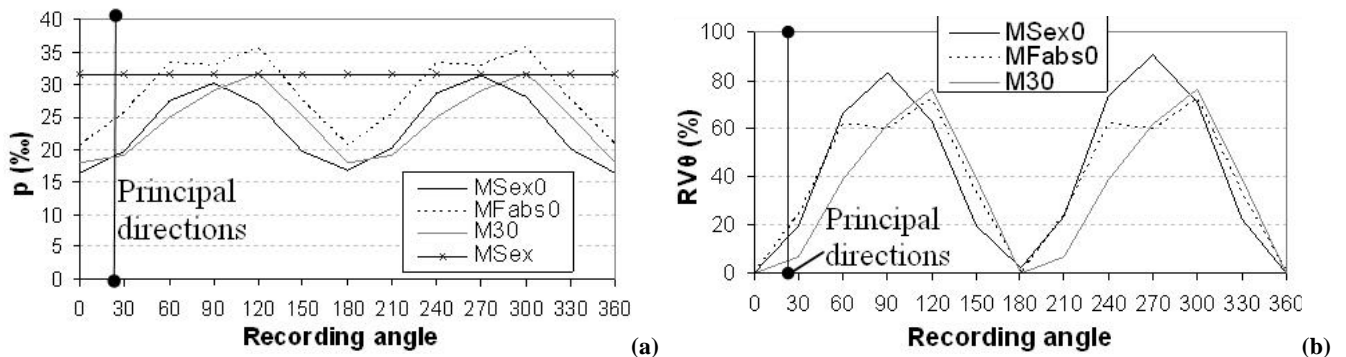 40
35
30
25
20
15
10
5
0
p (‰)
Principal
directions
MSex0
MFabs0
M30
MSex
0 30 60 90 120 150 180 210 240 270 300 330 360
Recording angle
(a)
100
80
60
40
20
0
RVθ (%)
MSex0
MFabs0
M30
Principal
directions
0 30 60 90 120 150 180 210 240 270 300 330 360
Recording angle
(b)